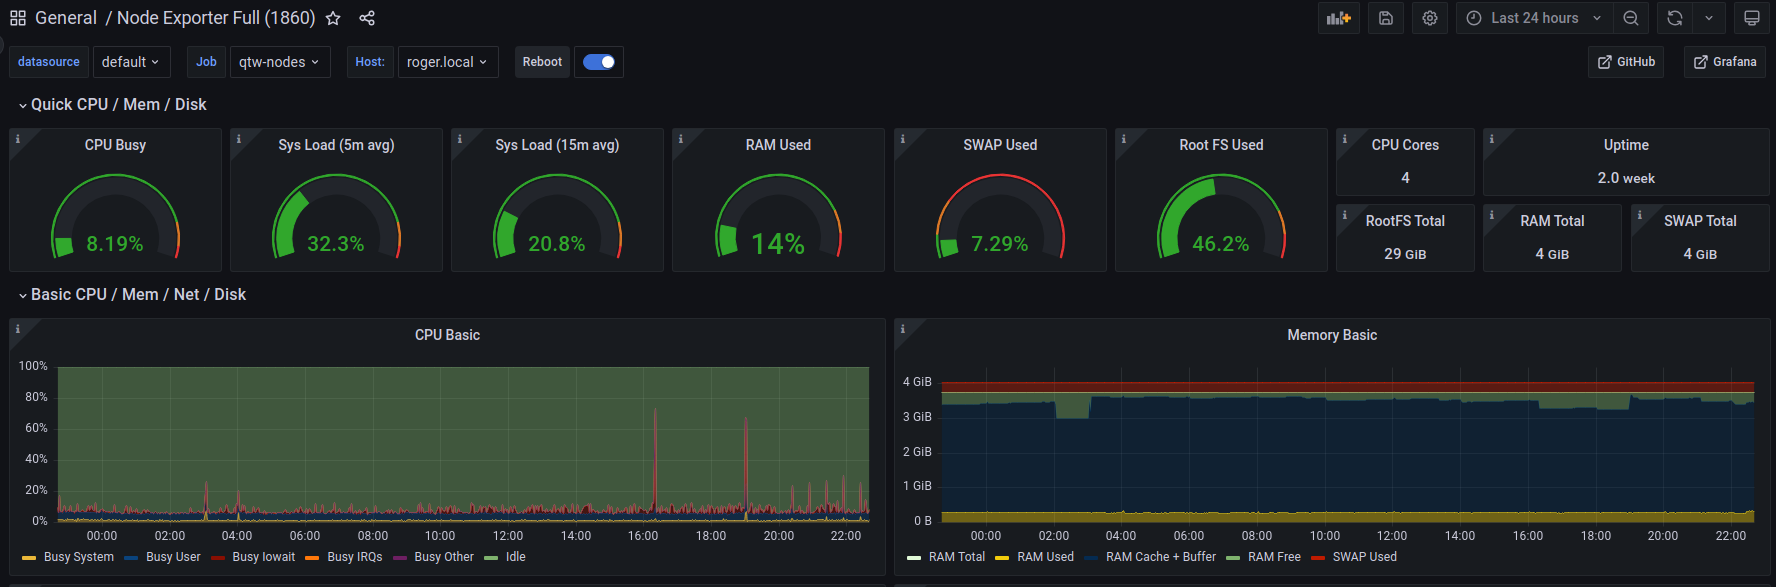 General / Node Exporter Full (1860)
Last 24 hours
datasource default Job qtw-nodes Host: roger.local Reboot GitHub Grafana
Quick CPU / Mem / Disk
CPU Busy
8.19%
Sys Load (5m avg)
32.3%
Sys Load (15m avg)
20.8%
RAM Used
14%
SWAP Used
7.29%
Root FS Used
46.2%
CPU Cores
4
Uptime
2.0 week
RootFS Total
29 GiB
RAM Total
4 GiB
SWAP Total
4 GiB
Basic CPU / Mem / Net / Disk
CPU Basic
100%
80%
60%
40%
20%
0%
00:00 02:00 04:00 06:00 08:00 10:00 12:00 14:00 16:00 18:00 20:00 22:00
Busy System Busy User Busy Iowait Busy IRQs Busy Other Idle
Memory Basic
4 GiB
3 GiB
2 GiB
1 GiB
0 B
00:00 02:00 04:00 06:00 08:00 10:00 12:00 14:00 16:00 18:00 20:00 22:00
RAM Total RAM Used RAM Cache + Buffer RAM Free SWAP Used